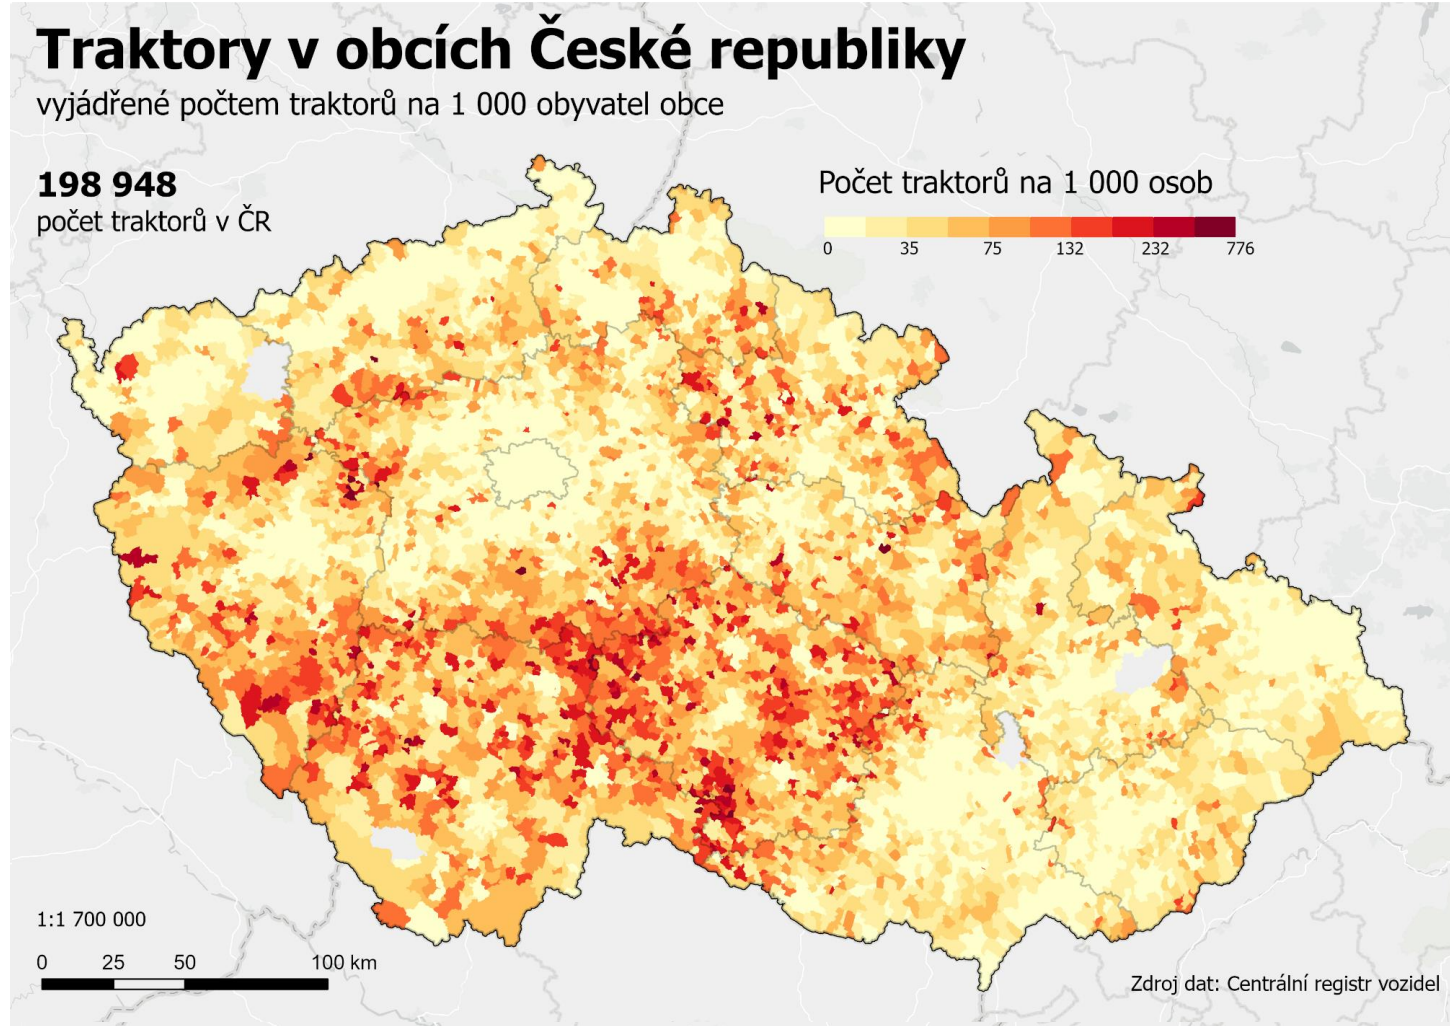 Traktory v obcích České republiky
vyjádřené počtem traktorů na 1 000 obyvatel obce
198 948
počet traktorů v ČR
Počet traktorů na 1 000 osob
0 35 75 132 232 776
1:1 700 000
0 25 50 100 km
Zdroj dat: Centrální registr vozidel